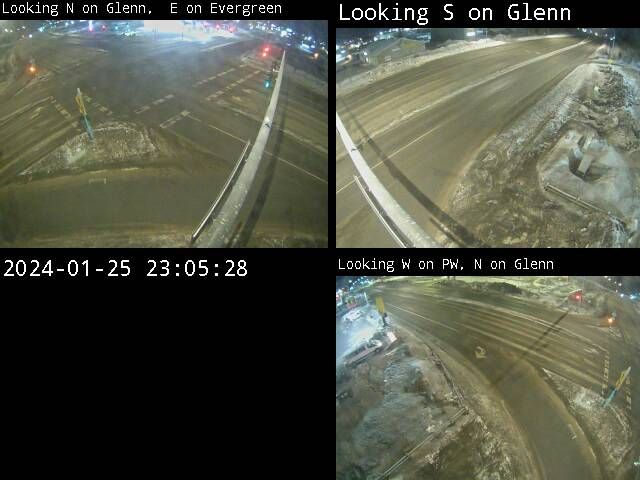 Looking N on Glenn,  E on Evergreen
Looking S on Glenn
2024-01-25 23:05:28
Looking W on PW, N on Glenn